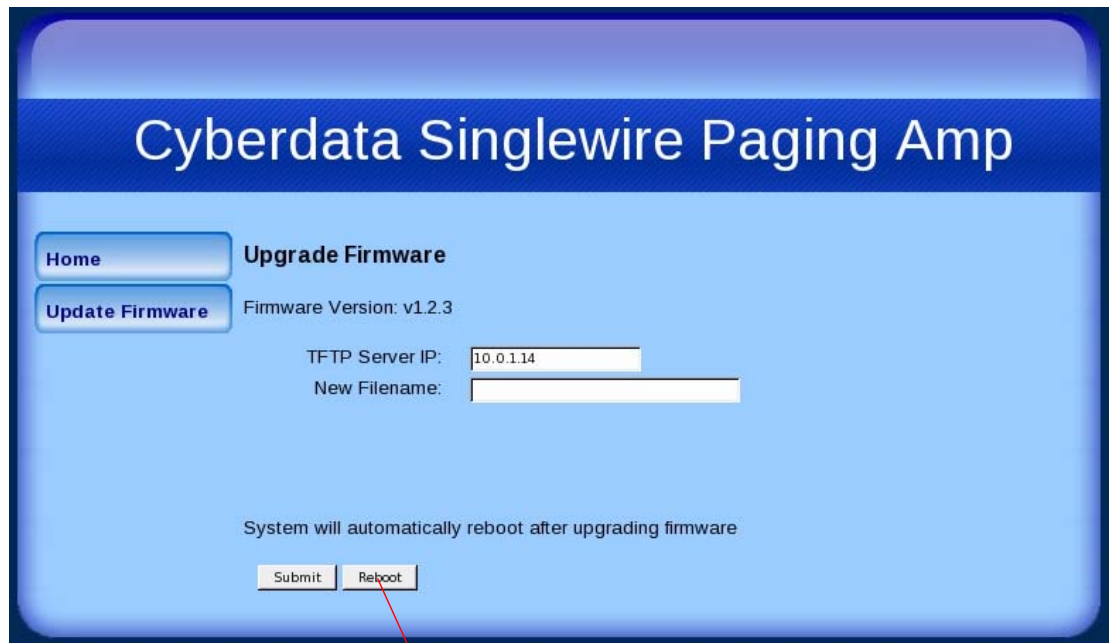 Cyberdata Singlewire Paging Amp
Home
Update Firmware
Upgrade Firmware
Firmware Version: v1.2.3
TFTP Server IP: 10.0.1.14
New Filename:
System will automatically reboot after upgrading firmware
Submit Reboot